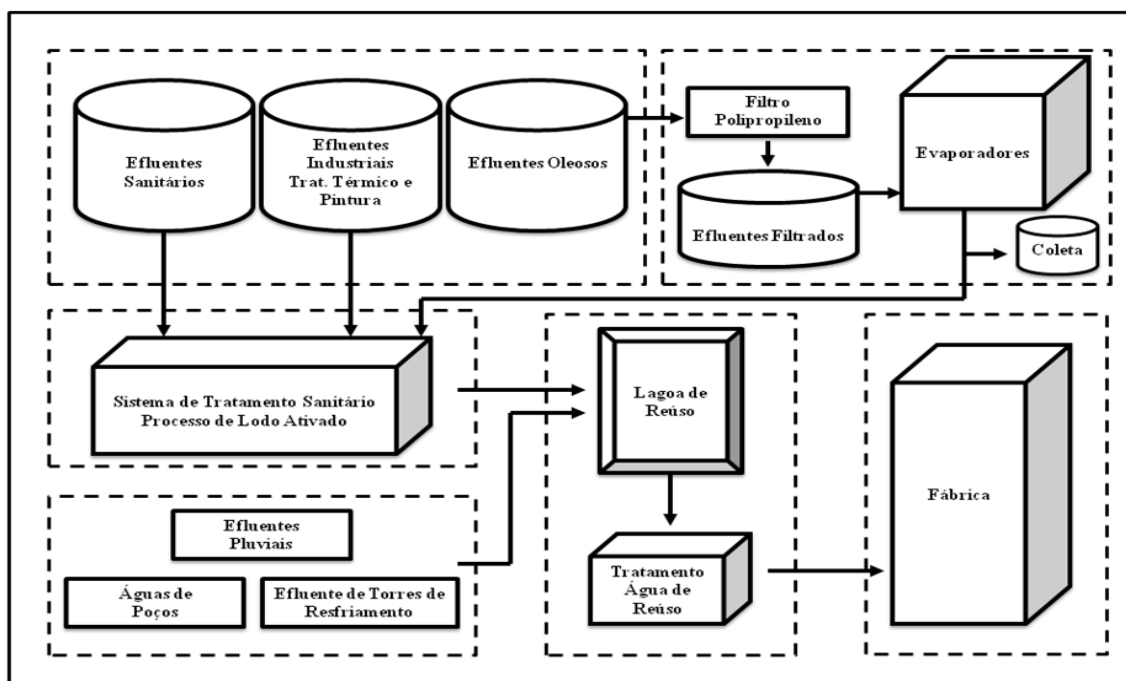 Efluentes
Sanitários
Efluentes
Industriais
Trat. Térmico e
Pintura
Efluentes Oleosos
Filtro
Polipropileno
Efluentes Filtrados
Evaporadores
Coleta
Sistema de Tratamento Sanitário
Processo de Lodo Ativado
Lagoa de
Reúso
Fábrica
Efluentes
Pluviais
Águas de
Poços
Efluente de Torres de
Resfriamento
Tratamento
Água de
Reúso